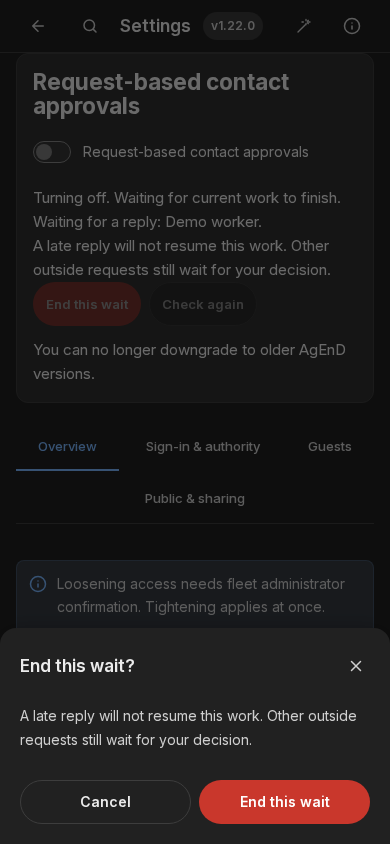 Settings v1.22.0
Request-based contact
approvals
Request-based contact approvals
Turning off. Waiting for current work to finish.
Waiting for a reply: Demo worker.
A late reply will not resume this work. Other
outside requests still wait for your decision.
End this wait Check again
You can no longer downgrade to older AgEnD
versions.
Overview Sign-in & authority Guests
Public & sharing
Loosening access needs fleet administrator
confirmation. Tightening applies at once.
End this wait?
A late reply will not resume this work. Other outside
requests still wait for your decision.
Cancel End this wait